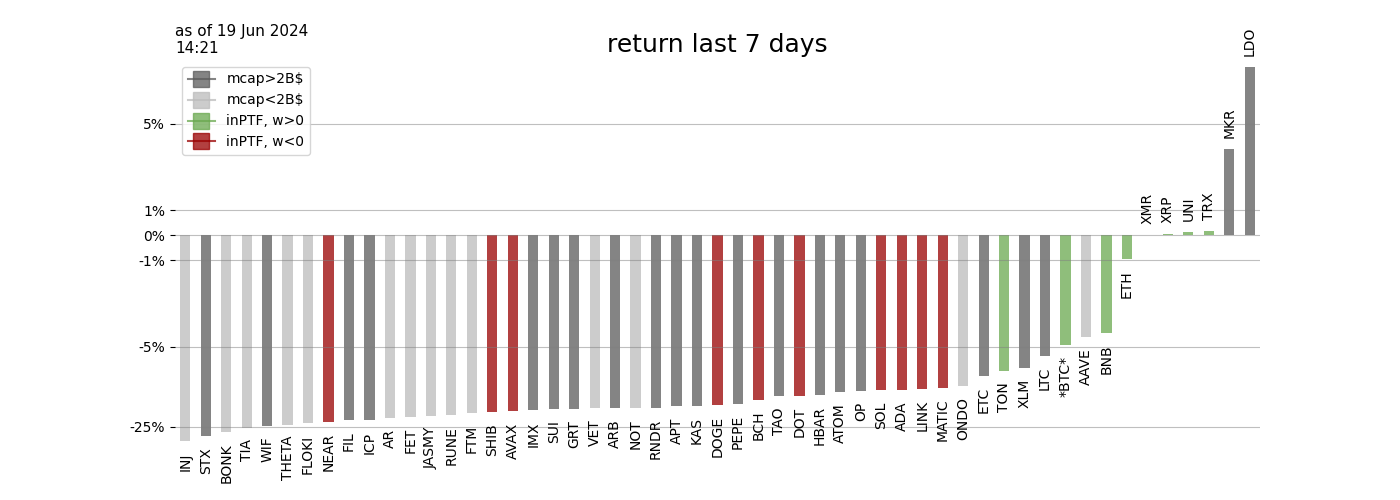 as of 19 Jun 2024
14:21
return last 7 days
mcap>2B$
mcap<2B$
inPTF, w>0
inPTF, w<0
5%
1%
0%
-1%
-5%
-25%
INJ
STX
BONK
TIA
WIF
THETA
FLOKI
NEAR
FIL
ICP
AR
FET
JASMY
RUNE
FTM
SHIB
AVAX
IMX
SUI
GRT
VET
ARB
NOT
RNDR
APT
KAS
DOGE
PEPE
BCH
TAO
DOT
HBAR
ATOM
OP
SOL
ADA
LINK
MATIC
ONDO
ETC
TON
XLM
LTC
*BTC*
AAVE
BNB
ETH
XMR
XRP
UNI
TRX
MKR
LDO